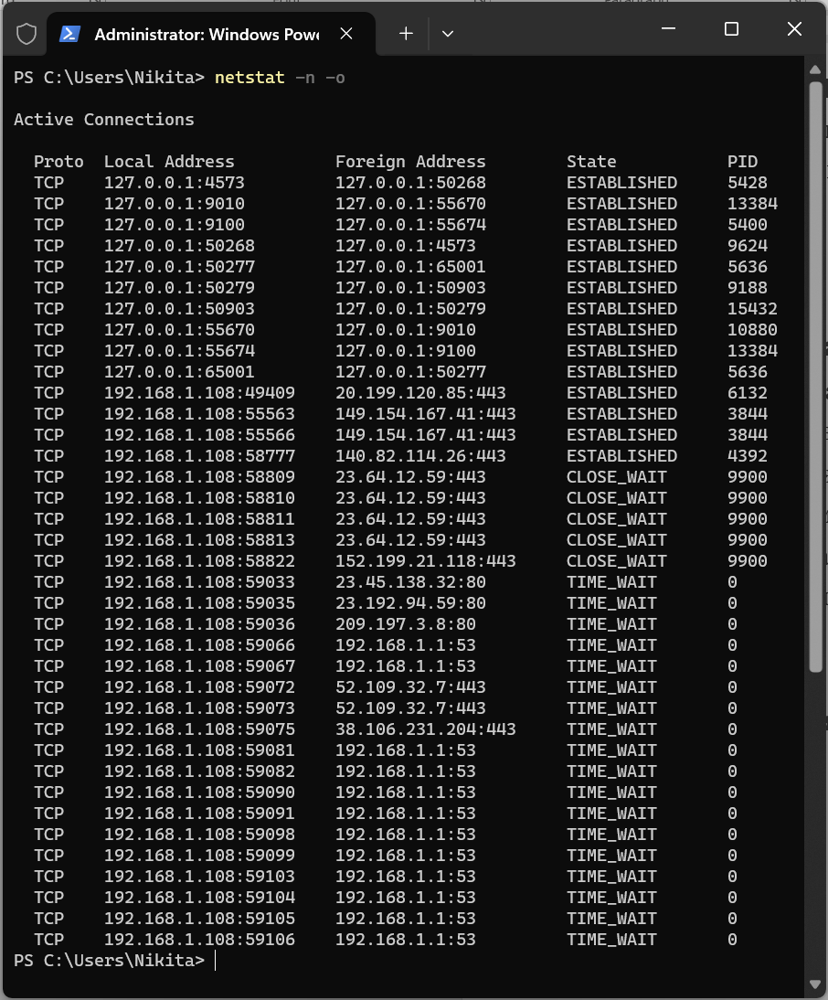 Administrator: Windows Powe
PS C:\Users\Nikita> netstat -n -o
Active Connections
Proto  Local Address          Foreign Address        State           PID
TCP    127.0.0.1:4573         127.0.0.1:50268        ESTABLISHED     5428
TCP    127.0.0.1:9010         127.0.0.1:55670        ESTABLISHED     13384
TCP    127.0.0.1:9100         127.0.0.1:55674        ESTABLISHED     5400
TCP    127.0.0.1:50268        127.0.0.1:4573         ESTABLISHED     9624
TCP    127.0.0.1:50277        127.0.0.1:65001        ESTABLISHED     5636
TCP    127.0.0.1:50279        127.0.0.1:50903        ESTABLISHED     9188
TCP    127.0.0.1:50903        127.0.0.1:50279        ESTABLISHED     15432
TCP    127.0.0.1:55670        127.0.0.1:9010         ESTABLISHED     10880
TCP    127.0.0.1:55674        127.0.0.1:9100         ESTABLISHED     13384
TCP    127.0.0.1:65001        127.0.0.1:50277        ESTABLISHED     5636
TCP    192.168.1.108:49409    20.199.120.85:443      ESTABLISHED     6132
TCP    192.168.1.108:55563    149.154.167.41:443     ESTABLISHED     3844
TCP    192.168.1.108:55566    149.154.167.41:443     ESTABLISHED     3844
TCP    192.168.1.108:58777    140.82.114.26:443      ESTABLISHED     4392
TCP    192.168.1.108:58809    23.64.12.59:443        CLOSE_WAIT      9900
TCP    192.168.1.108:58810    23.64.12.59:443        CLOSE_WAIT      9900
TCP    192.168.1.108:58811    23.64.12.59:443        CLOSE_WAIT      9900
TCP    192.168.1.108:58813    23.64.12.59:443        CLOSE_WAIT      9900
TCP    192.168.1.108:58822    152.199.21.118:443     CLOSE_WAIT      9900
TCP    192.168.1.108:59033    23.45.138.32:80        TIME_WAIT       0
TCP    192.168.1.108:59035    23.192.94.59:80        TIME_WAIT       0
TCP    192.168.1.108:59036    209.197.3.8:80         TIME_WAIT       0
TCP    192.168.1.108:59066    192.168.1.1:53         TIME_WAIT       0
TCP    192.168.1.108:59067    192.168.1.1:53         TIME_WAIT       0
TCP    192.168.1.108:59072    52.109.32.7:443        TIME_WAIT       0
TCP    192.168.1.108:59073    52.109.32.7:443        TIME_WAIT       0
TCP    192.168.1.108:59075    38.106.231.204:443     TIME_WAIT       0
TCP    192.168.1.108:59081    192.168.1.1:53         TIME_WAIT       0
TCP    192.168.1.108:59082    192.168.1.1:53         TIME_WAIT       0
TCP    192.168.1.108:59090    192.168.1.1:53         TIME_WAIT       0
TCP    192.168.1.108:59091    192.168.1.1:53         TIME_WAIT       0
TCP    192.168.1.108:59098    192.168.1.1:53         TIME_WAIT       0
TCP    192.168.1.108:59099    192.168.1.1:53         TIME_WAIT       0
TCP    192.168.1.108:59103    192.168.1.1:53         TIME_WAIT       0
TCP    192.168.1.108:59104    192.168.1.1:53         TIME_WAIT       0
TCP    192.168.1.108:59105    192.168.1.1:53         TIME_WAIT       0
TCP    192.168.1.108:59106    192.168.1.1:53         TIME_WAIT       0
PS C:\Users\Nikita>